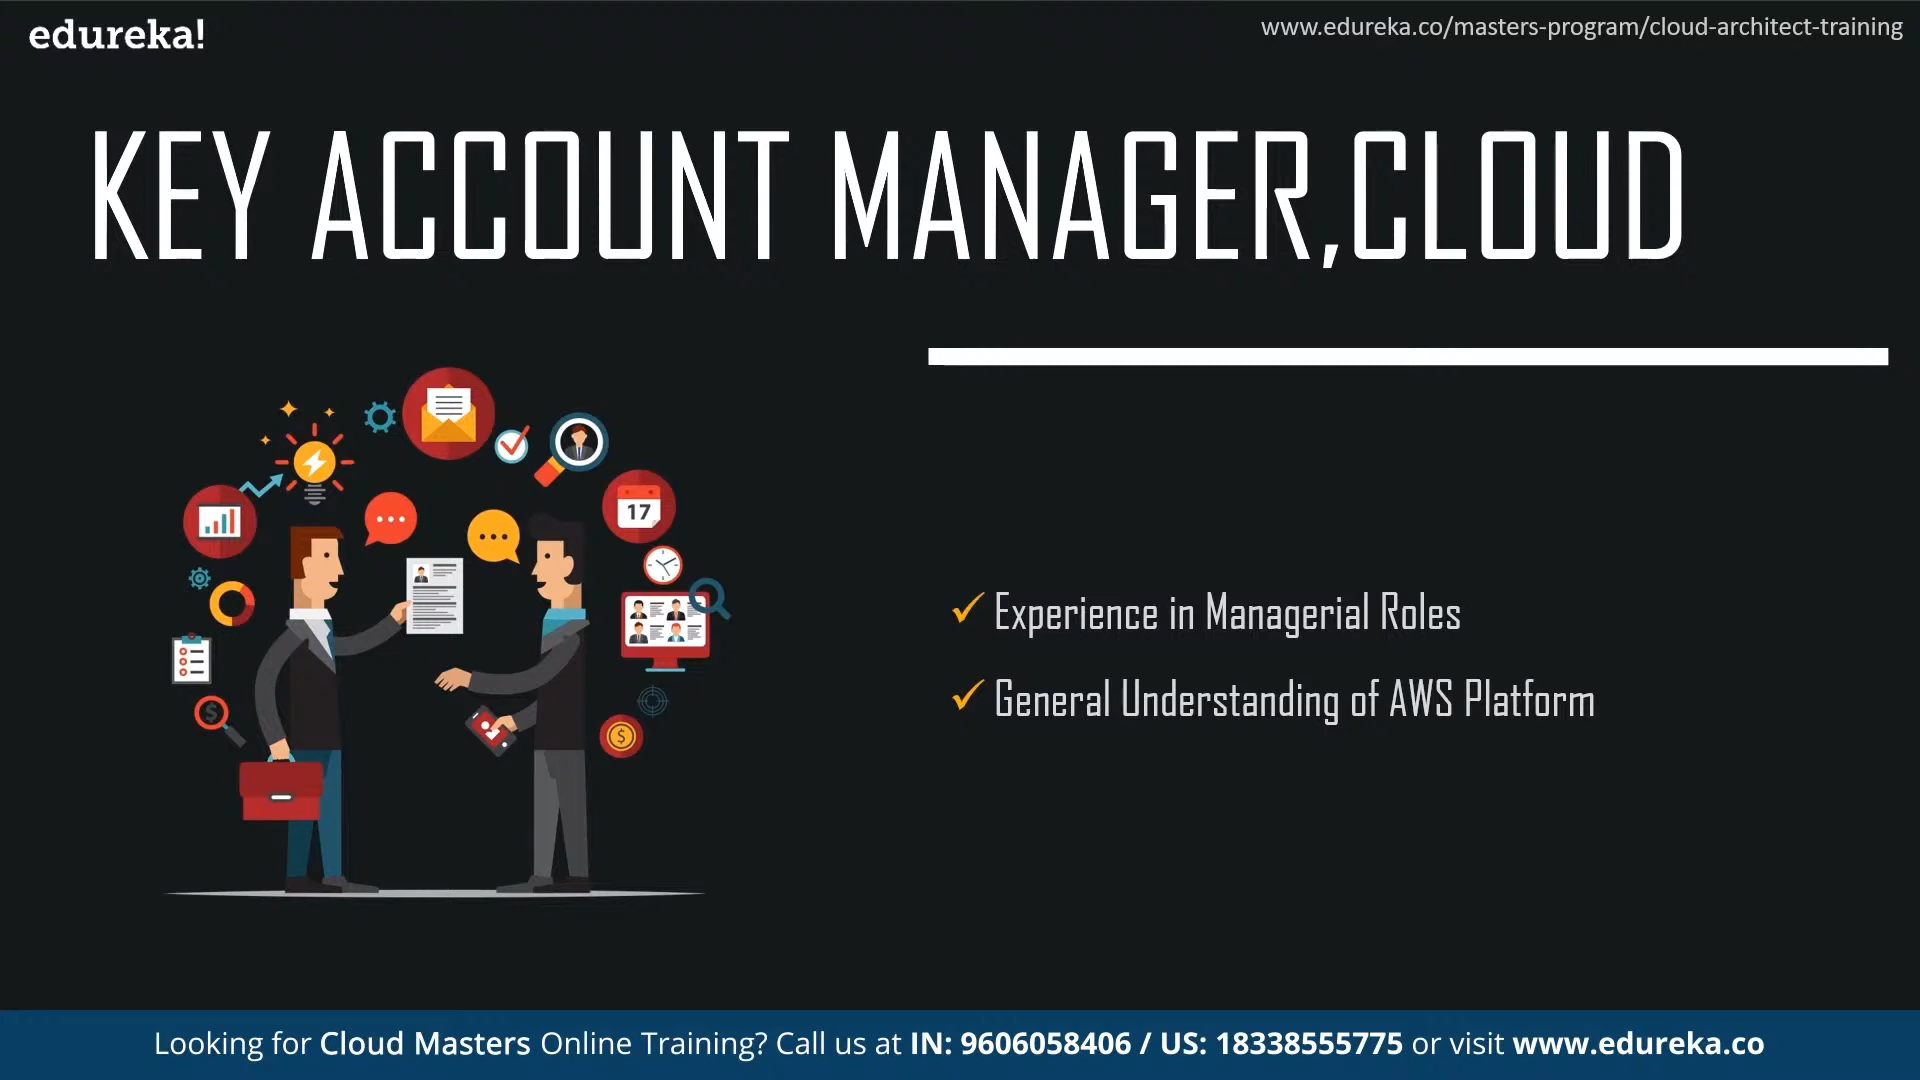 edureka!
www.edureka.co/masters-program/cloud-architect-training
KEY ACCOUNT MANAGER,CLOUD
17
Experience in Managerial Roles
General Understanding of AWS Platform
Looking for Cloud Masters Online Training? Call us at IN: 9606058406 / US: 18338555775 or visit www.edureka.co